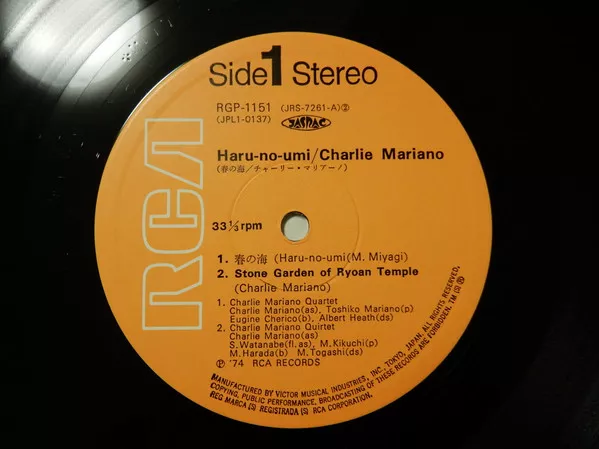 Side 1 Stereo
RGP-1151 (JRS-7261-A)②
(JPL1-0137) JASRAC
Haru-no-umi/Charlie Mariano
(春の海/チャーリー・マリアーノ)
33⅓rpm
1. 春の海 (Haru-no-umi(M. Miyagi)
2. Stone Garden of Ryoan Temple
(Charlie Mariano)
1. Charlie Mariano Quartet
Charlie Mariano(as), Toshiko Mariano(p)
Eugine Cherico(b), Albert Heath(ds)
2. Charlie Mariano Quirtet
Charlie Mariano(as)
S.Watanabe(fl.as), M.Kikuchi(p)
M.Harada(b) M.Togashi(ds)
Ⓟ '74 RCA RECORDS
RCA
MANUFACTURED BY VICTOR MUSICAL INDUSTRIES, INC. TOKYO, JAPAN. ALL RIGHTS RESERVED.
COPYING, PUBLIC PERFORMANCE, BROADCASTING OF THESE RECORDS ARE FORBIDDEN. TM
REG MARCA (S) REGISTRADA (S) RCA CORPORATION.